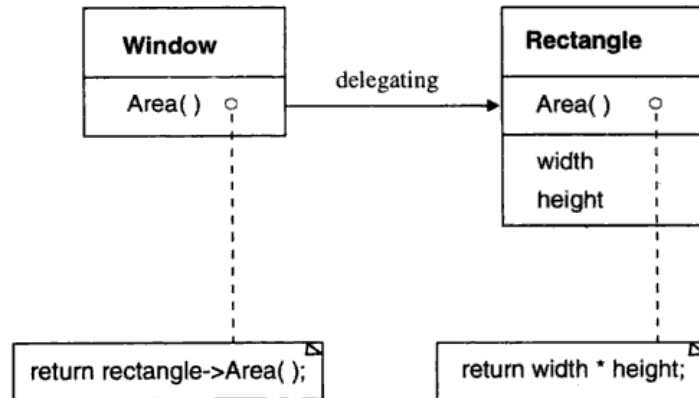 Window
Area( )
delegating
Rectangle
Area( )
width
height
return rectangle->Area( );
return width * height;